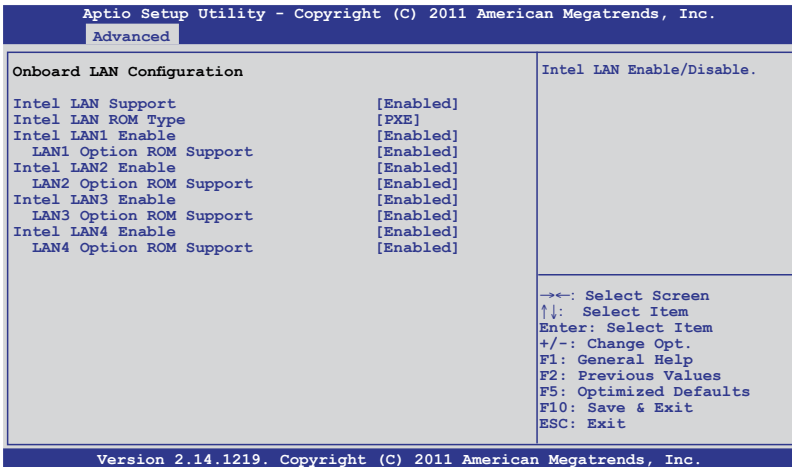 Aptio Setup Utility - Copyright (C) 2011 American Megatrends, Inc.
Advanced
Onboard LAN Configuration
Intel LAN Support [Enabled]
Intel LAN ROM Type [PXE]
Intel LAN1 Enable [Enabled]
LAN1 Option ROM Support [Enabled]
Intel LAN2 Enable [Enabled]
LAN2 Option ROM Support [Enabled]
Intel LAN3 Enable [Enabled]
LAN3 Option ROM Support [Enabled]
Intel LAN4 Enable [Enabled]
LAN4 Option ROM Support [Enabled]
Intel LAN Enable/Disable.
→←: Select Screen
↑↓: Select Item
Enter: Select Item
+/-: Change Opt.
F1: General Help
F2: Previous Values
F5: Optimized Defaults
F10: Save & Exit
ESC: Exit
Version 2.14.1219. Copyright (C) 2011 American Megatrends, Inc.